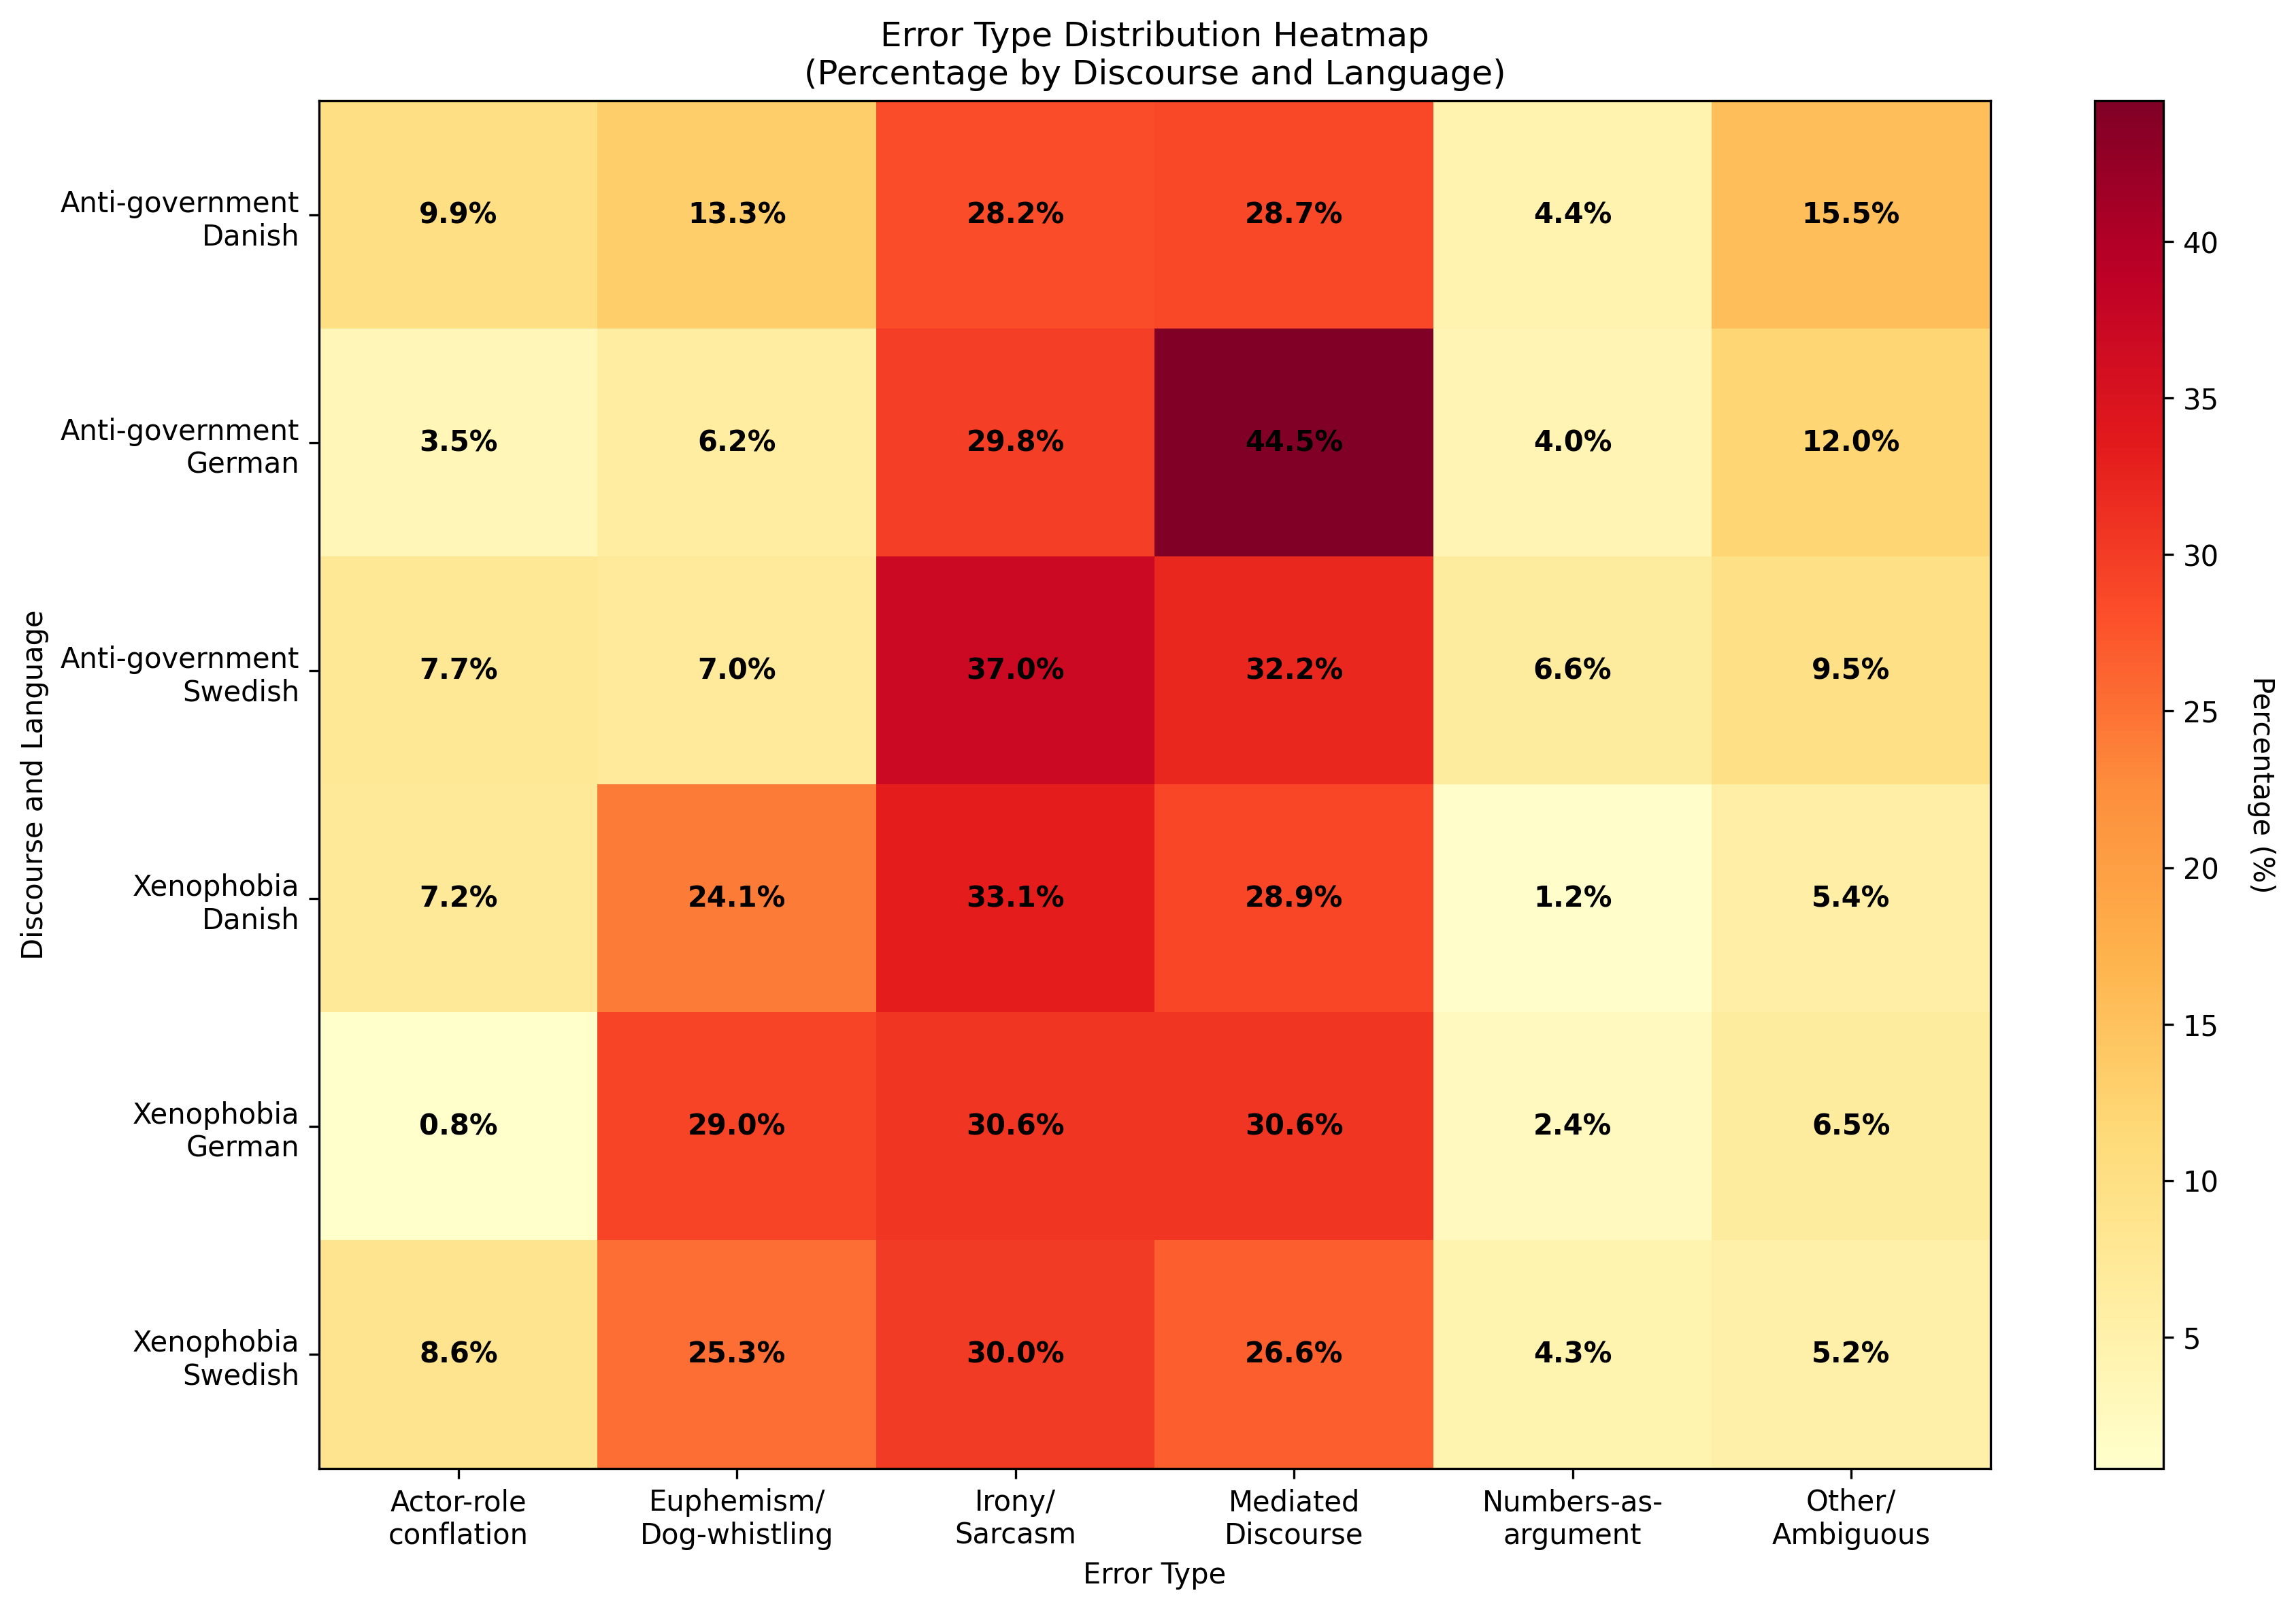 Error Type Distribution Heatmap
(Percentage by Discourse and Language)
Discourse and Language
Anti-government
Danish
9.9% 13.3% 28.2% 28.7% 4.4% 15.5%
Anti-government
German
3.5% 6.2% 29.8% 44.5% 4.0% 12.0%
Anti-government
Swedish
7.7% 7.0% 37.0% 32.2% 6.6% 9.5%
Xenophobia
Danish
7.2% 24.1% 33.1% 28.9% 1.2% 5.4%
Xenophobia
German
0.8% 29.0% 30.6% 30.6% 2.4% 6.5%
Xenophobia
Swedish
8.6% 25.3% 30.0% 26.6% 4.3% 5.2%
Actor-role
conflation
Euphemism/
Dog-whistling
Irony/
Sarcasm
Mediated
Discourse
Numbers-as-
argument
Other/
Ambiguous
Error Type
40
35
30
25
20
15
10
5
Percentage (%)